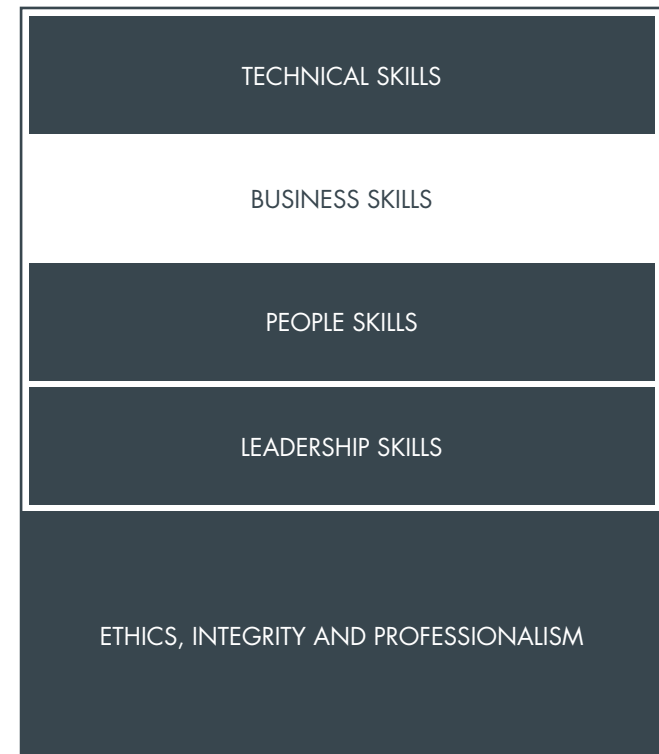 TECHNICAL SKILLS
BUSINESS SKILLS
PEOPLE SKILLS
LEADERSHIP SKILLS
ETHICS, INTEGRITY AND PROFESSIONALISM